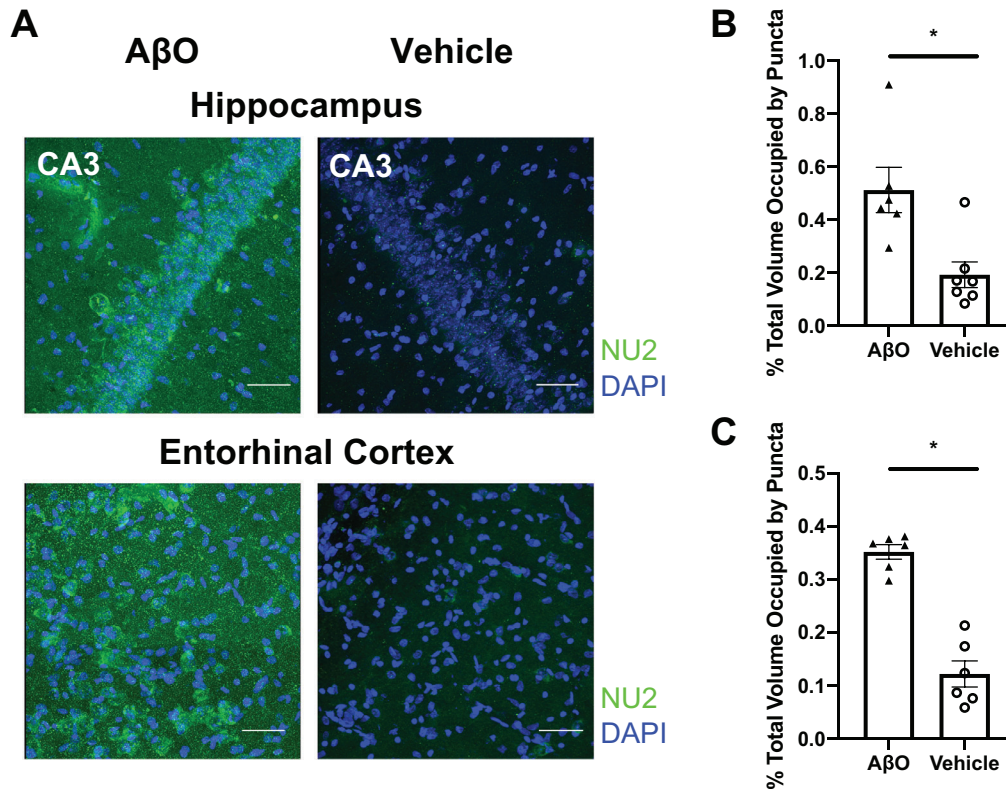 A
AβO Vehicle
Hippocampus
CA3 CA3
NU2
DAPI
Entorhinal Cortex
NU2
DAPI
B
% Total Volume Occupied by Puncta
*
1.0
0.8
0.6
0.4
0.2
0.0
AβO Vehicle
C
% Total Volume Occupied by Puncta
*
0.5
0.4
0.3
0.2
0.1
0.0
AβO Vehicle